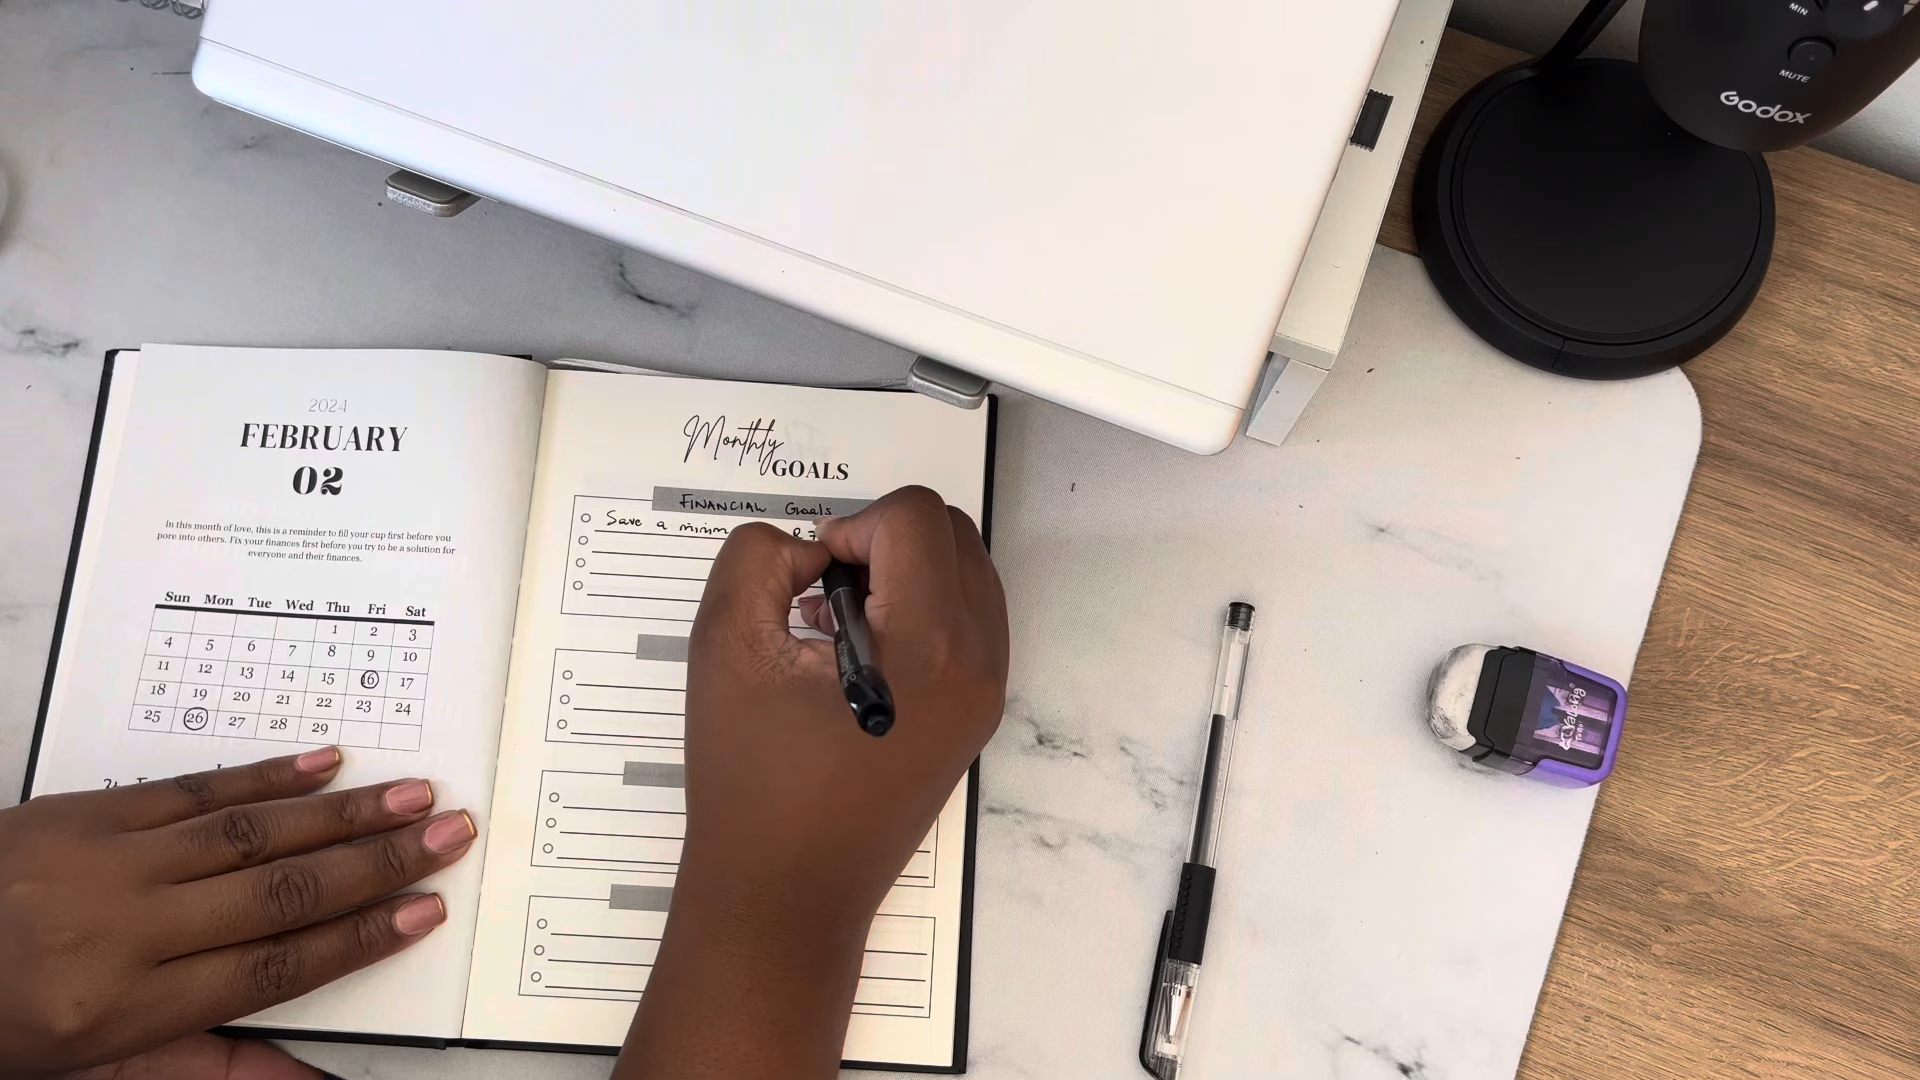 MIN
MUTE
Godox
2024
FEBRUARY
02
In this month of love, this is a reminder to fill your cup first before you
pore into others. Fix your finances first before you try to be a solution for
everyone and their finances.
Sun Mon Tue Wed Thu Fri Sat
1 2 3
4 5 6 7 8 9 10
11 12 13 14 15 16 17
18 19 20 21 22 23 24
25 26 27 28 29
Monthly
GOALS
FINANCIAL Goals
Save a
Yalong